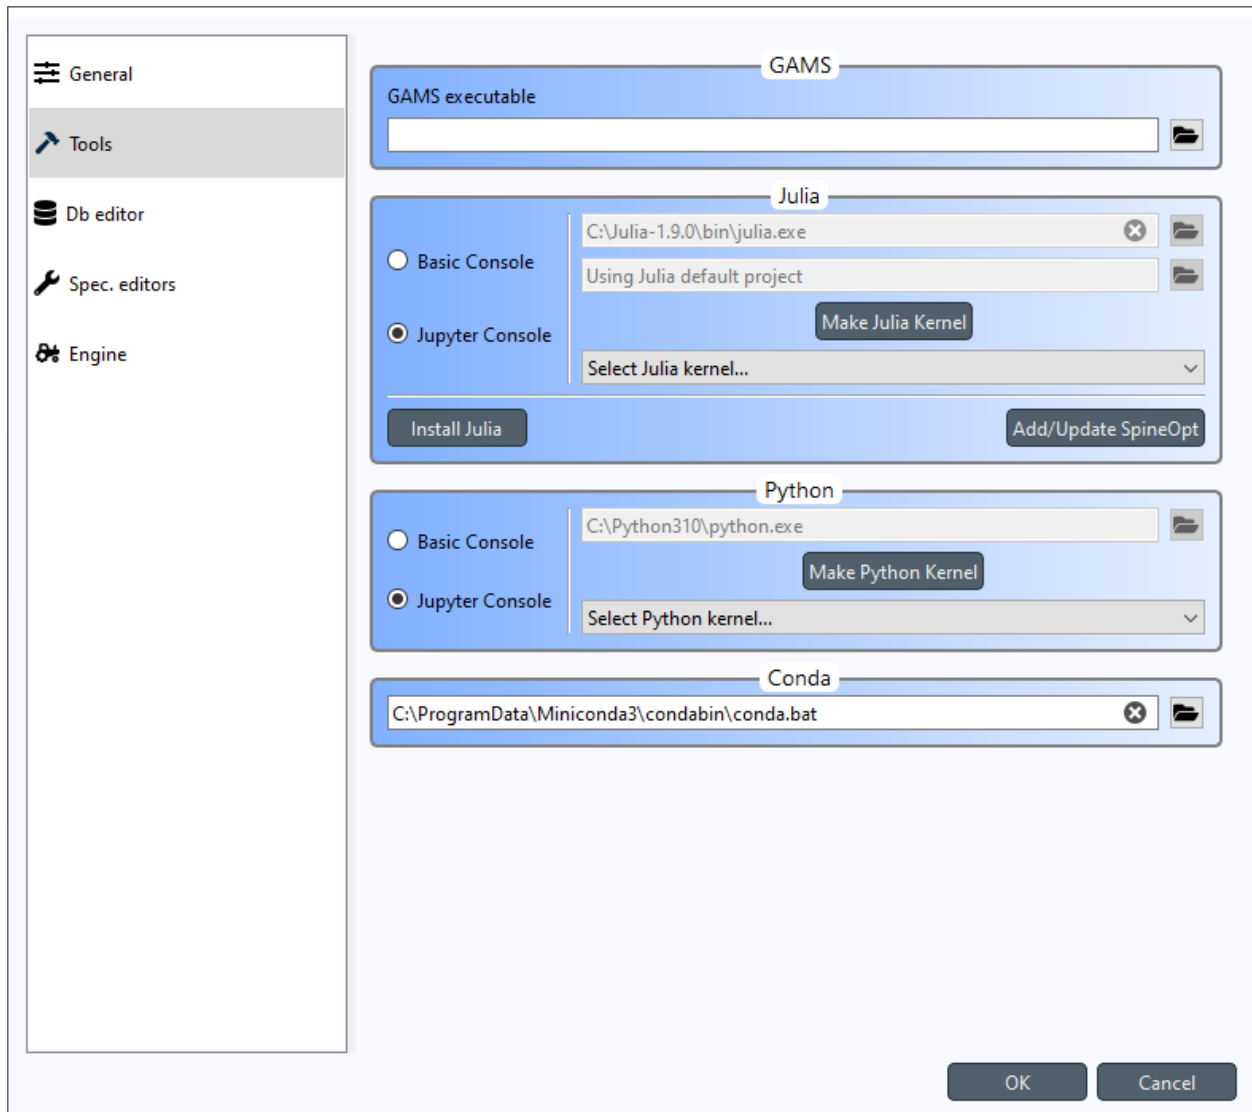 General
Tools
Db editor
Spec. editors
Engine
GAMS
GAMS executable
Julia
Basic Console
Jupyter Console
C:\Julia-1.9.0\bin\julia.exe
Using Julia default project
Make Julia Kernel
Select Julia kernel...
Install Julia
Add/Update SpineOpt
Python
Basic Console
Jupyter Console
C:\Python310\python.exe
Make Python Kernel
Select Python kernel...
Conda
C:\ProgramData\Miniconda3\condabin\conda.bat
OK
Cancel